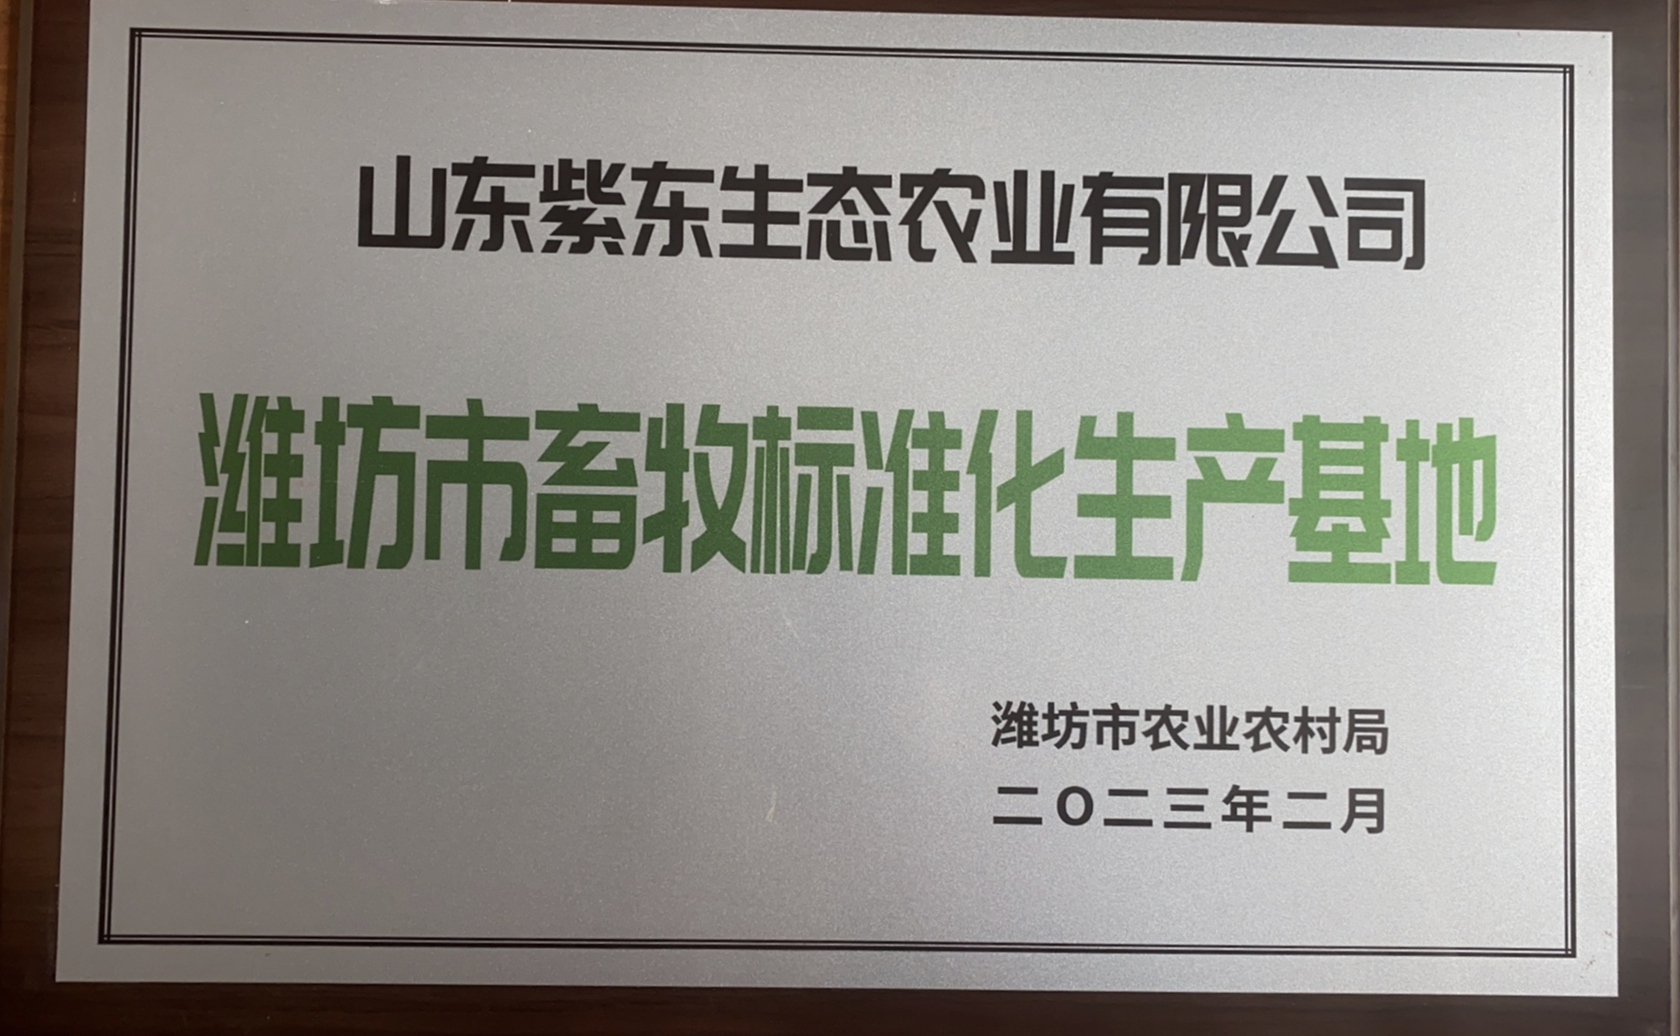 山东紫东生态农业有限公司
潍坊市畜牧标准化生产基地
潍坊市农业农村局
二O二三年二月